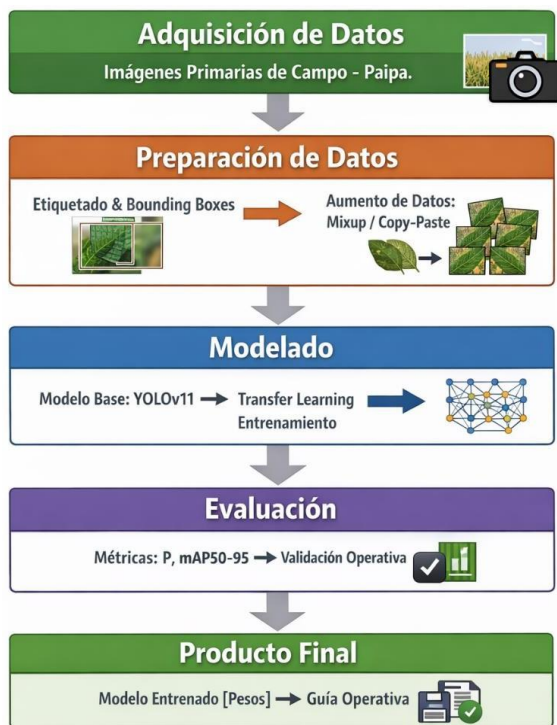 Adquisición de Datos
Imágenes Primarias de Campo - Paipa.
Preparación de Datos
Etiquetado & Bounding Boxes
Aumento de Datos:
Mixup / Copy-Paste
Modelado
Modelo Base: YOLOv11
Transfer Learning
Entrenamiento
Evaluación
Métricas: P, mAP50-95
Validación Operativa
Producto Final
Modelo Entrenado [Pesos]
Guía Operativa